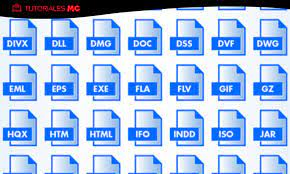 TUTORIALES MG
DIVX DLL DMG DOC DSS DVF DWG
EML EPS EXE FLA FLV GIF GZ
HQX HTM HTML IFO INDD ISO JAR